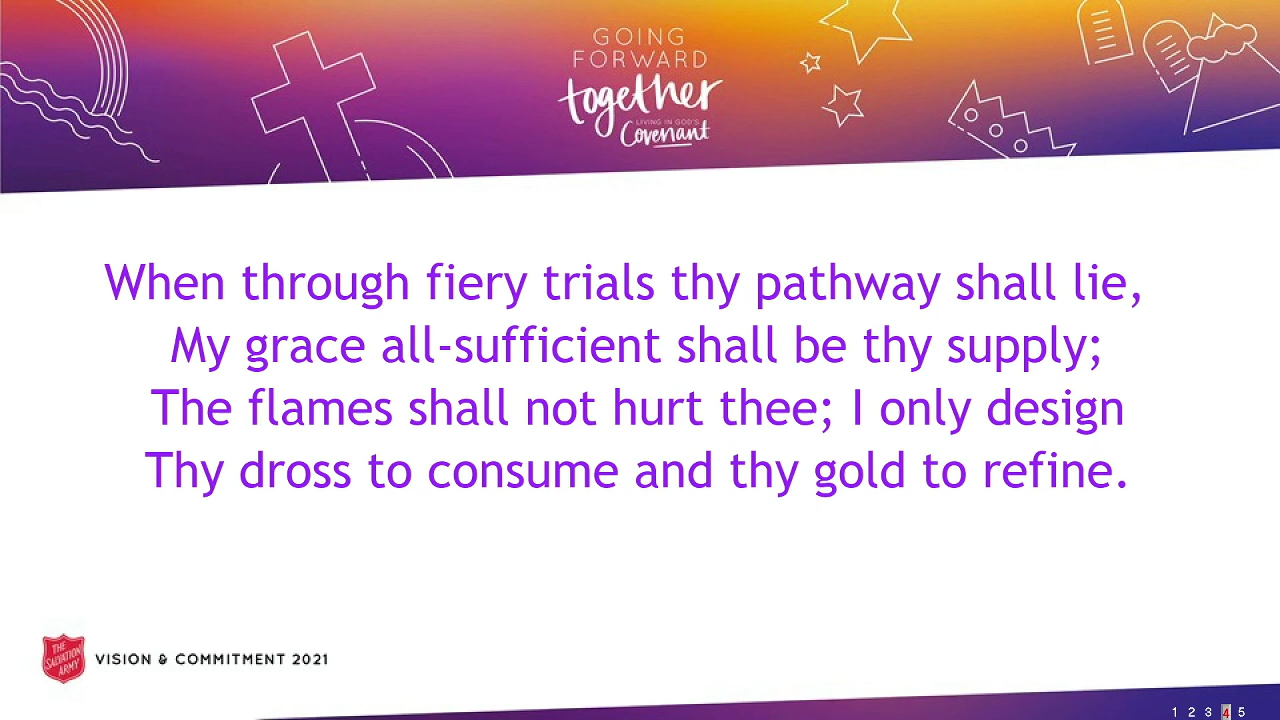 GOING
FORWARD
together
LIVING IN GOD'S
Covenant
When through fiery trials thy pathway shall lie,
My grace all-sufficient shall be thy supply;
The flames shall not hurt thee; I only design
Thy dross to consume and thy gold to refine.
THE
SALVATION
ARMY
VISION & COMMITMENT 2021
1 2 3 4 5